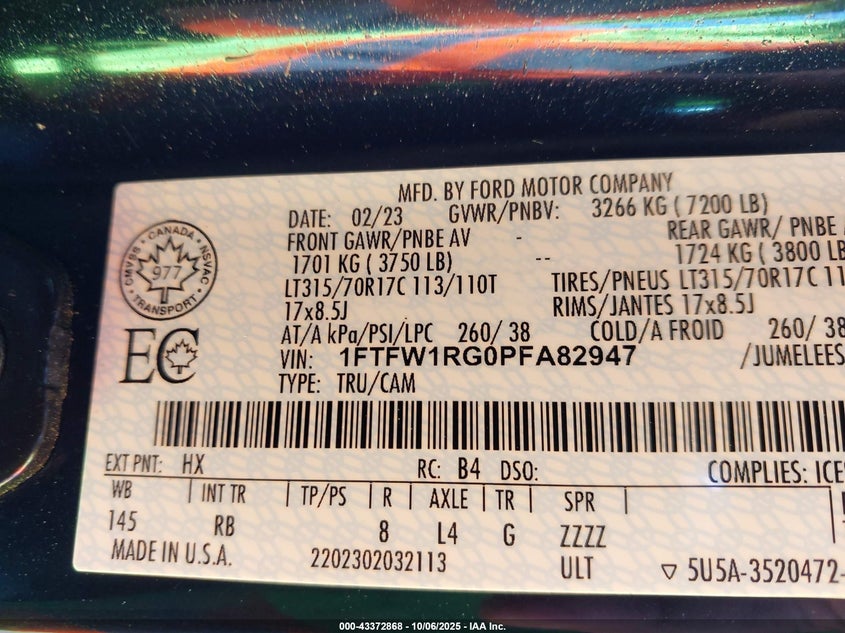 MFD. BY FORD MOTOR COMPANY
DATE: 02/23 GVWR/PNBV: 3266 KG ( 7200 LB)
FRONT GAWR/PNBE AV - REAR GAWR/ PNBE
1701 KG ( 3750 LB) -- 1724 KG ( 3800 LB
LT315/70R17C 113/110T TIRES/PNEUS LT315/70R17C 11
17x8.5J RIMS/JANTES 17x8.5J
AT/A kPa/PSI/LPC 260/ 38 COLD/A FROID 260/ 38
VIN: 1FTFW1RG0PFA82947 /JUMELEES
TYPE: TRU/CAM
CMVSS • CANADA • NSVAC • TRANSPORT •
977
EC
EXT PNT: HX RC: B4 DSO: COMPLIES: ICE
WB INT TR TP/PS R AXLE TR SPR
145 RB 8 L4 G ZZZZ
MADE IN U.S.A. 2202302032113 ULT ▽ 5U5A-3520472-
000-43372868 - 10/06/2025 - IAA Inc.